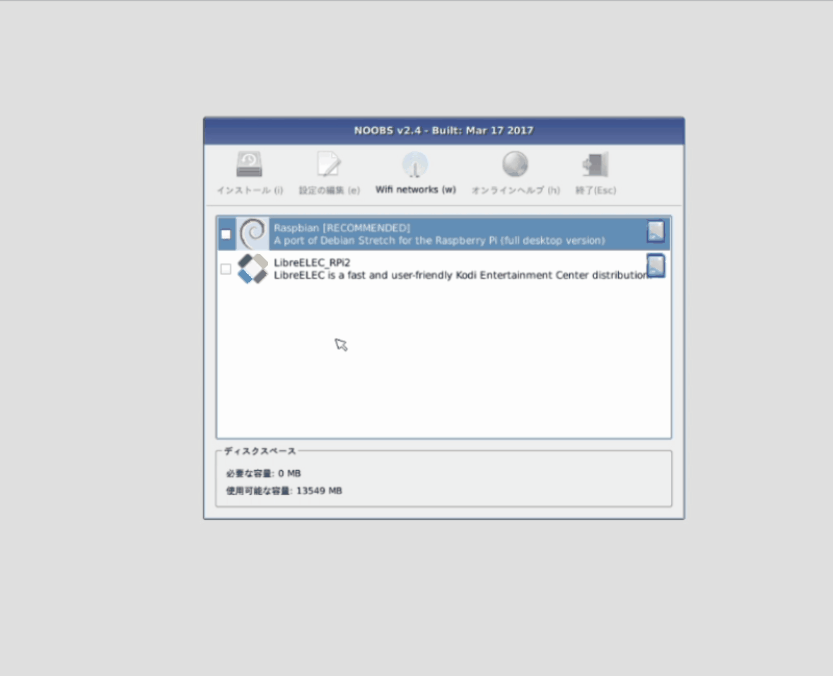 NOOBS v2.4 - Built: Mar 17 2017
インストール (i) 設定の編集 (e) Wifi networks (w) オンラインヘルプ (h) 終了(Esc)
Raspbian [RECOMMENDED]
A port of Debian Stretch for the Raspberry Pi (full desktop version)
LibreELEC_RPi2
LibreELEC is a fast and user-friendly Kodi Entertainment Center distribution
ディスクスペース
必要な容量: 0 MB
使用可能な容量: 13549 MB